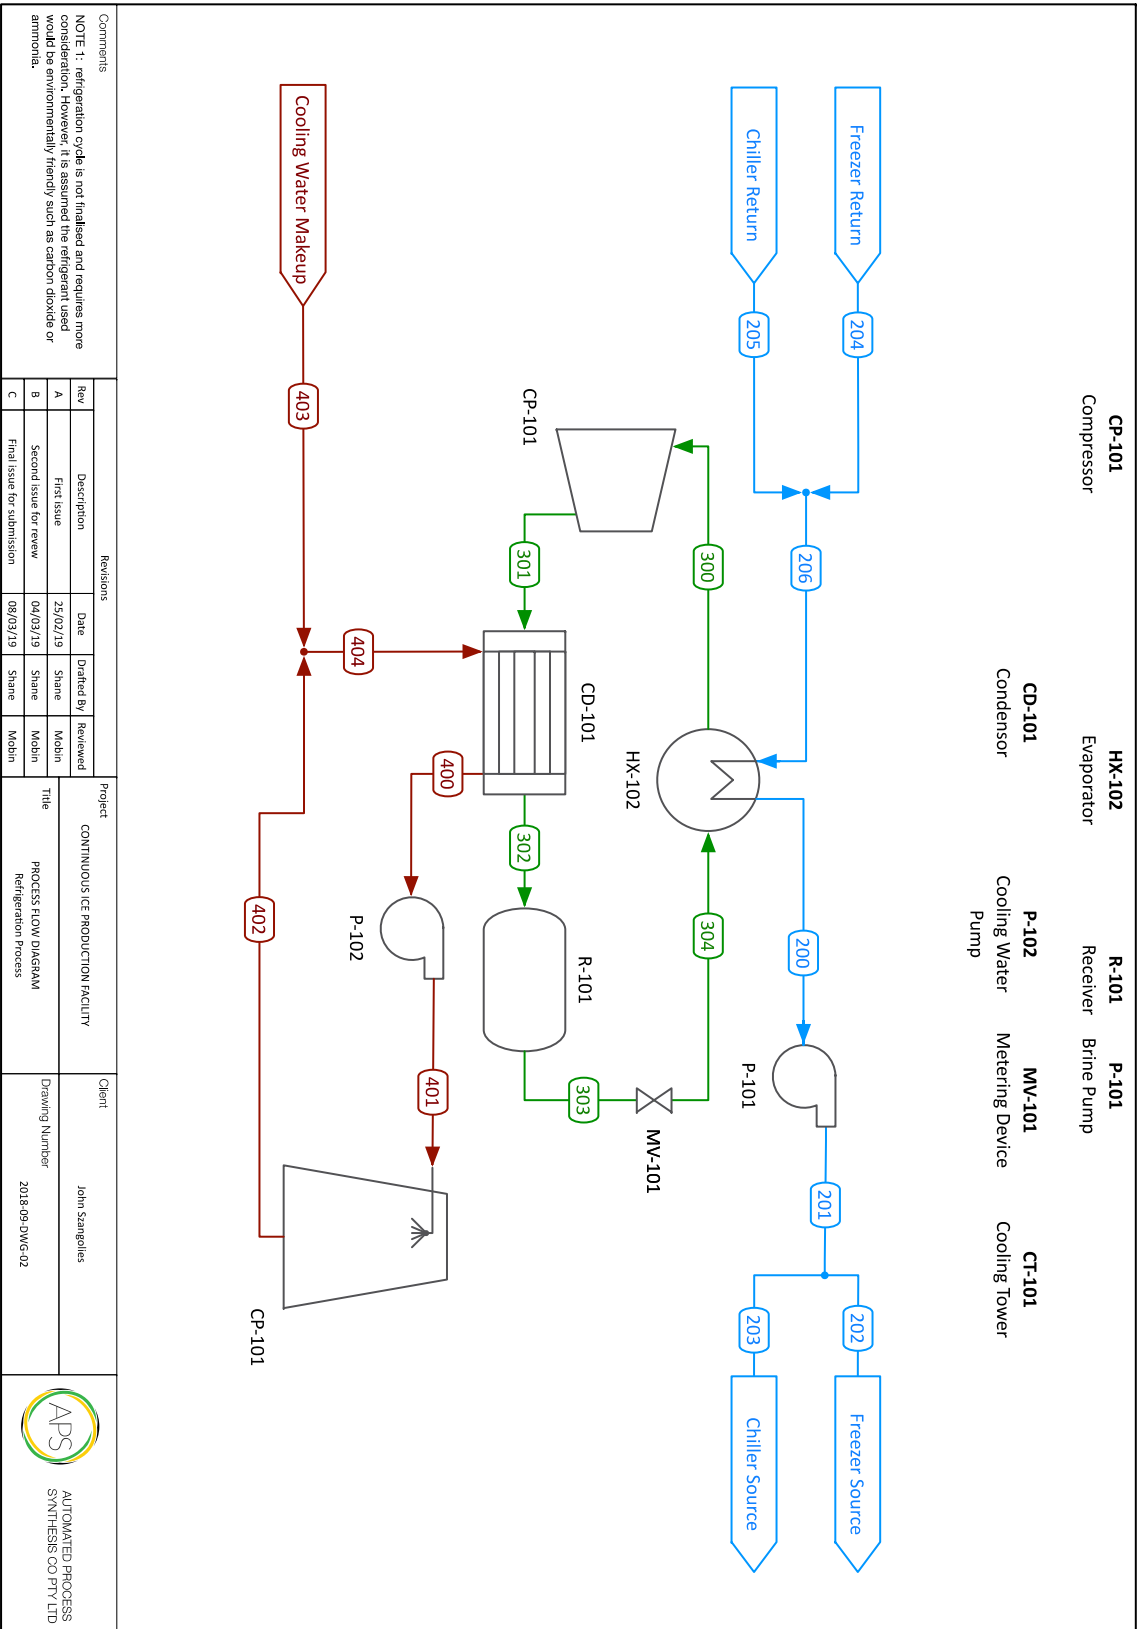 CP-101
Compressor
CD-101
Condensor
HX-102
Evaporator
P-102
Cooling Water
Pump
R-101
Receiver
MV-101
Metering Device
P-101
Brine Pump
CT-101
Cooling Tower
Freezer Return
204
Chiller Return
205
206
200
P-101
201
202
Freezer Source
203
Chiller Source
300
HX-102
304
MV-101
303
CP-101
301
CD-101
302
R-101
400
P-102
401
404
Cooling Water Makeup
403
402
CP-101
Comments
NOTE 1: refrigeration cycle is not finalised and requires more
consideration. However, it is assumed the refrigerant used
would be environmentally friendly such as carbon dioxide or
ammonia.
Revisions
Rev Description Date Drafted By Reviewed
A First issue 25/02/19 Shane Mobin
B Second issue for revew 04/03/19 Shane Mobin
C Final issue for submission 08/03/19 Shane Mobin
Project
CONTINUOUS ICE PRODUCTION FACILITY
Title
PROCESS FLOW DIAGRAM
Refrigeration Process
Client
John Szangolies
Drawing Number
2018-09-DWG-02
APS
AUTOMATED PROCESS
SYNTHESIS CO PTY LTD